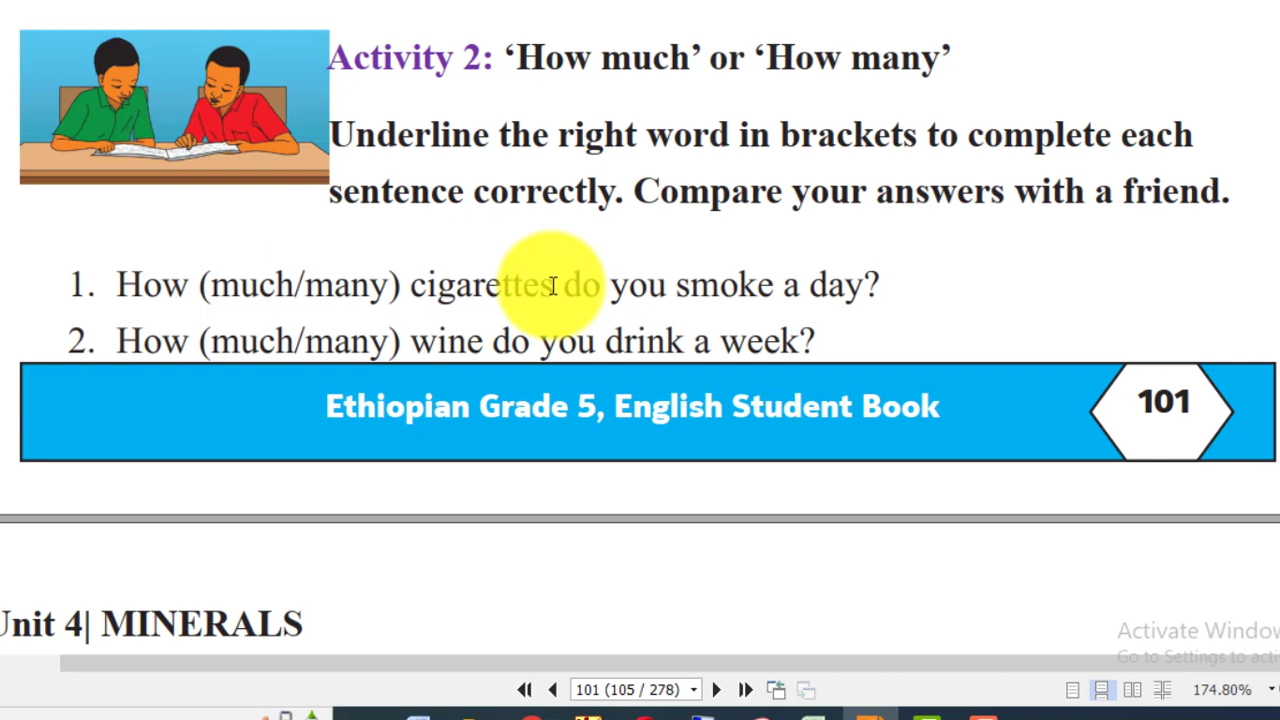 Activity 2: ‘How much’ or ‘How many’
Underline the right word in brackets to complete each
sentence correctly. Compare your answers with a friend.
1. How (much/many) cigarettes do you smoke a day?
2. How (much/many) wine do you drink a week?
Ethiopian Grade 5, English Student Book
101
Unit 4| MINERALS
Activate Window
Go to Settings to acti
101 (105 / 278)
174.80%